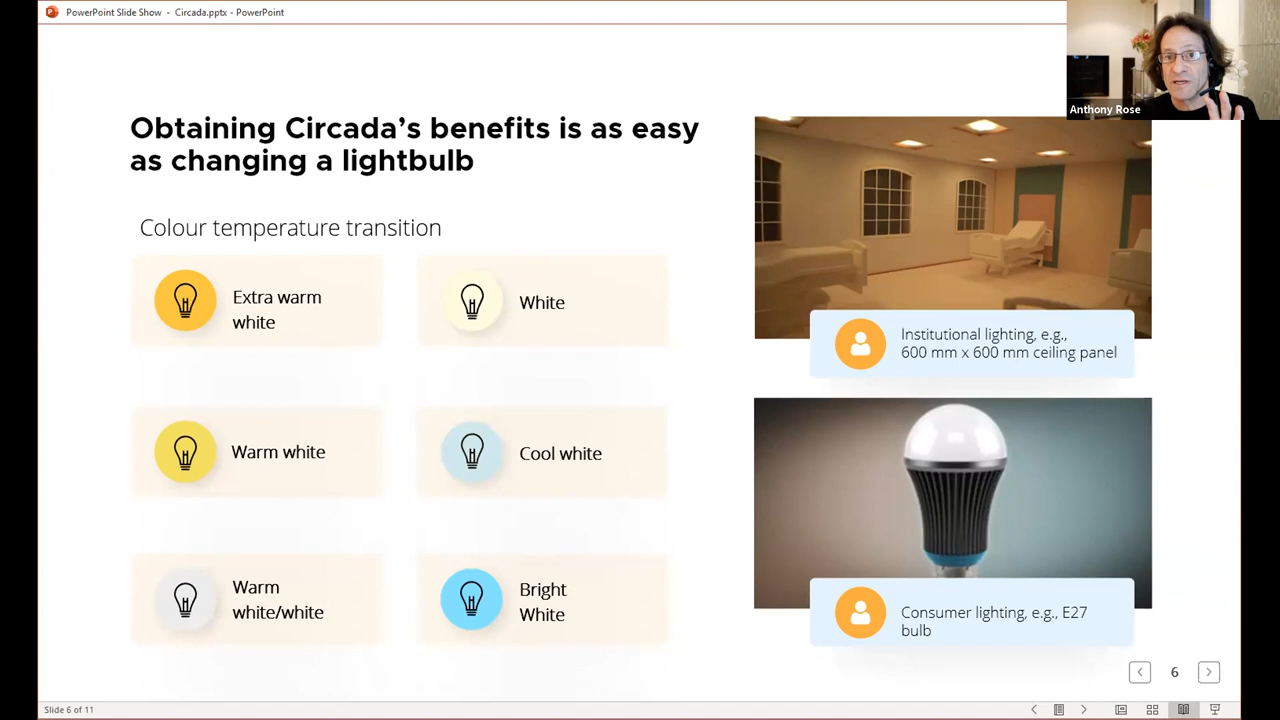 PowerPoint Slide Show - Circada.pptx - PowerPoint
Anthony Rose
Obtaining Circada's benefits is as easy
as changing a lightbulb
Colour temperature transition
Extra warm
white
White
Warm white
Cool white
Warm
white/white
Bright
White
Institutional lighting, e.g.,
600 mm x 600 mm ceiling panel
Consumer lighting, e.g., E27
bulb
6
Slide 6 of 11